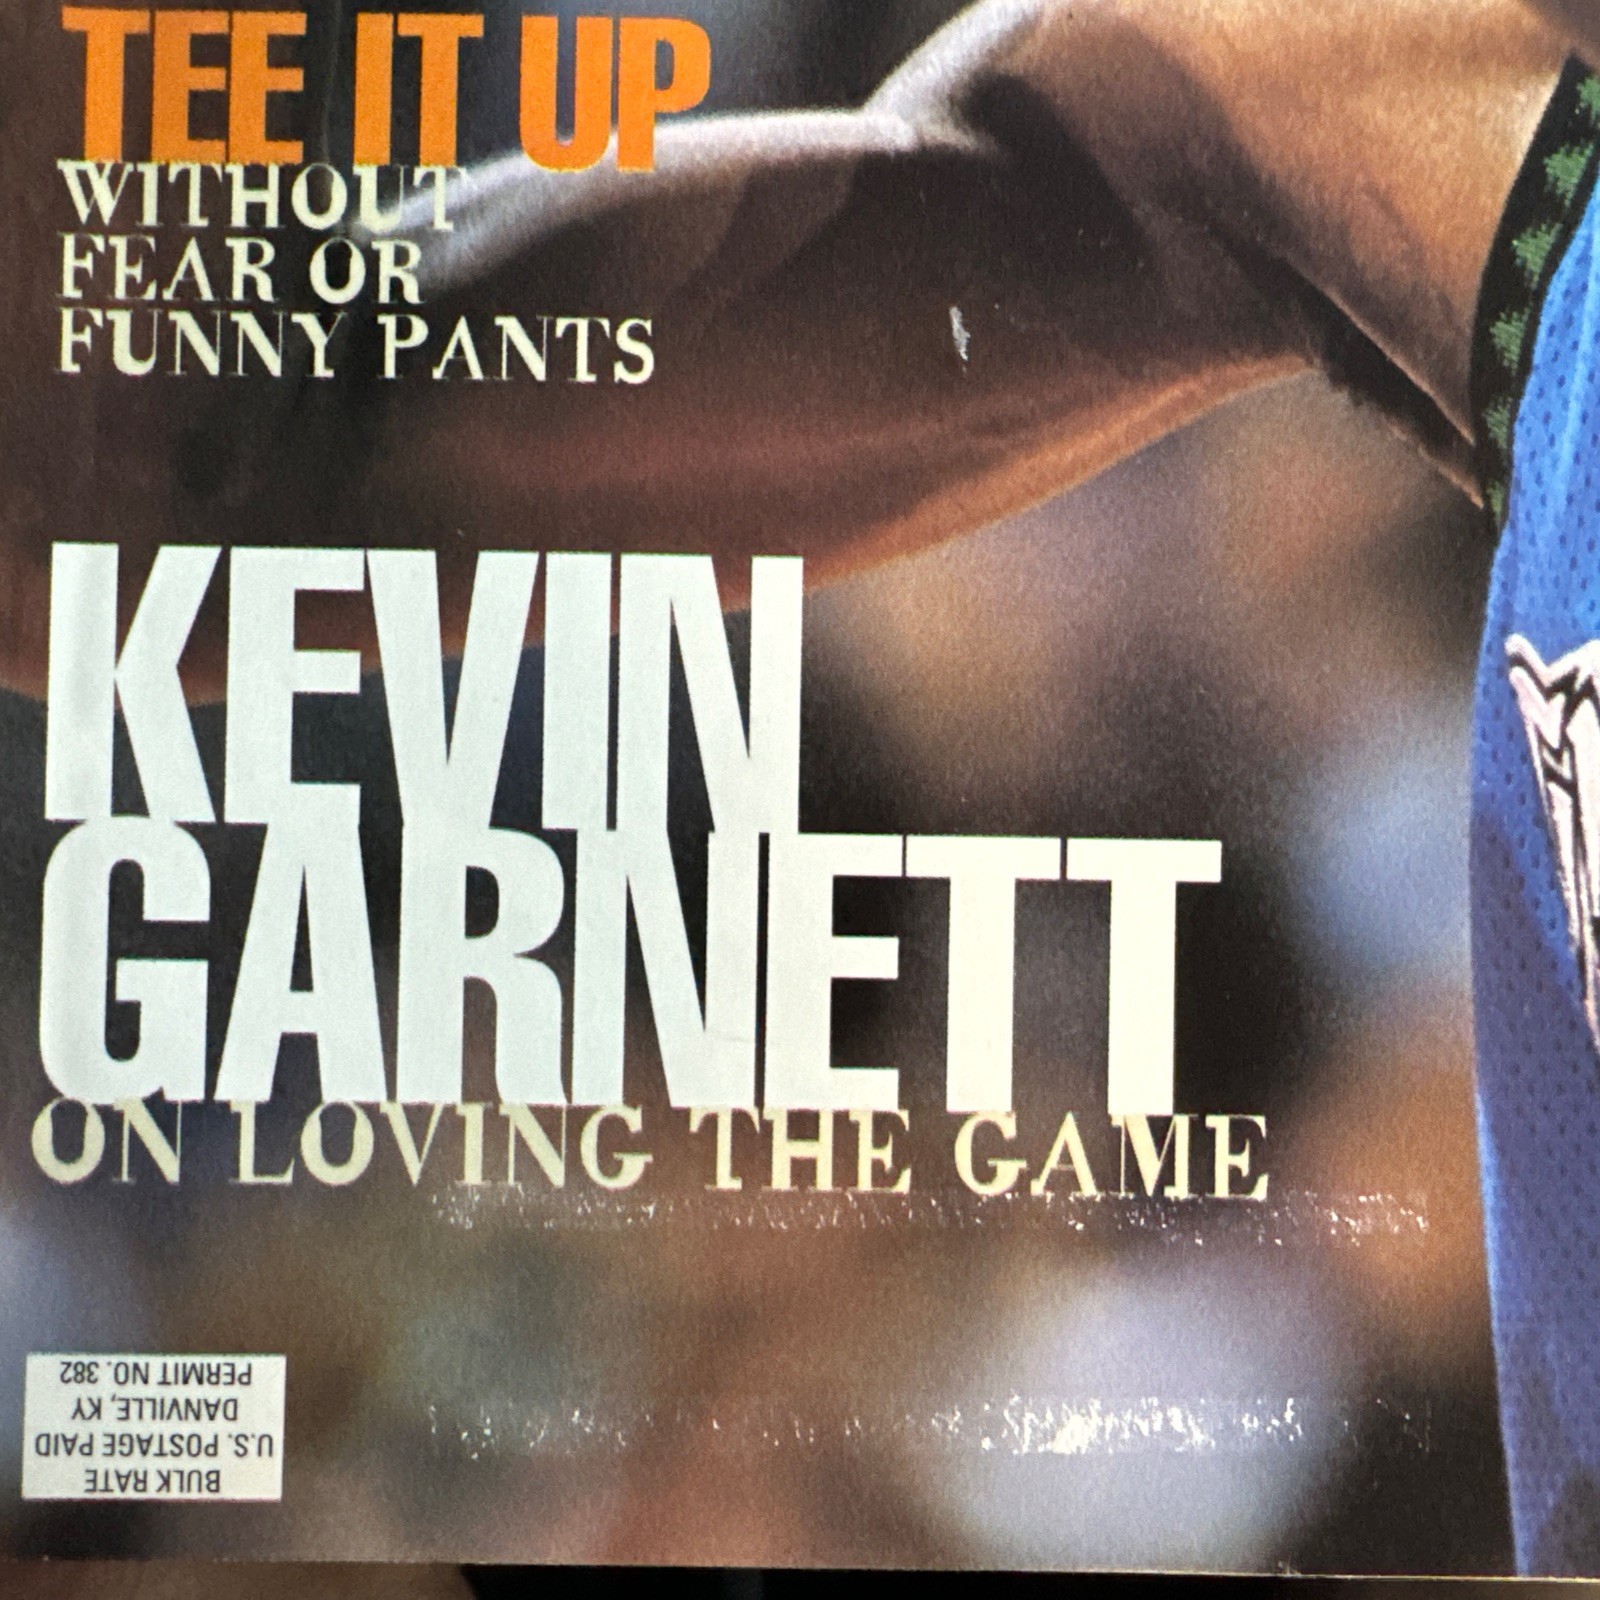 TEE IT UP
WITHOUT
FEAR OR
FUNNY PANTS
KEVIN
GARNETT
ON LOVING THE GAME
BULK RATE
U.S. POSTAGE PAID
DANVILLE, KY
PERMIT NO. 382